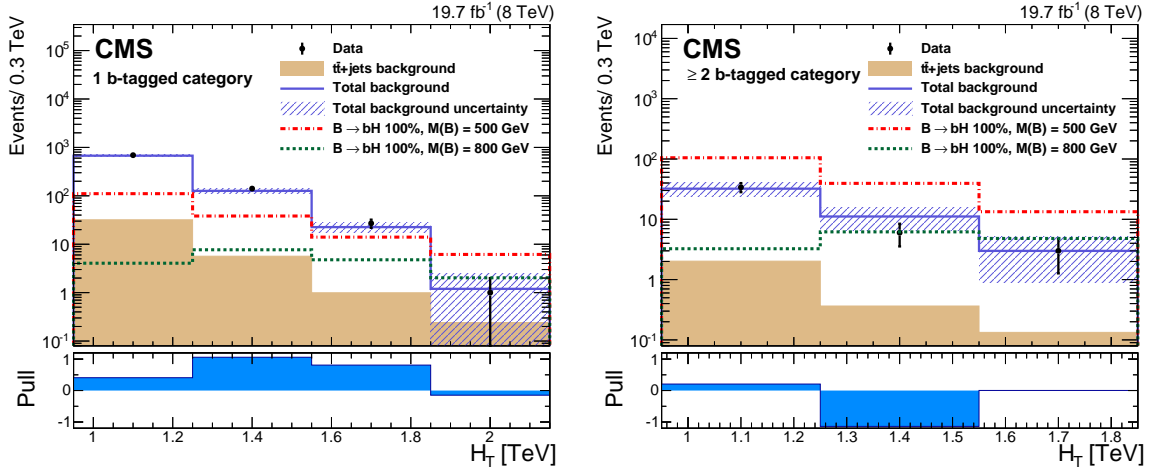 19.7 fb⁻¹ (8 TeV)
CMS
1 b-tagged category
Data
tt̄+jets background
Total background
Total background uncertainty
B → bH 100%, M(B) = 500 GeV
B → bH 100%, M(B) = 800 GeV
Events/ 0.3 TeV
10⁵
10⁴
10³
10²
10
1
10⁻¹
Pull
1
0
-1
1 1.2 1.4 1.6 1.8 2
H_T [TeV]
19.7 fb⁻¹ (8 TeV)
CMS
≥ 2 b-tagged category
Data
tt̄+jets background
Total background
Total background uncertainty
B → bH 100%, M(B) = 500 GeV
B → bH 100%, M(B) = 800 GeV
Events/ 0.3 TeV
10⁴
10³
10²
10
1
10⁻¹
Pull
1
0
-1
1 1.1 1.2 1.3 1.4 1.5 1.6 1.7 1.8
H_T [TeV]